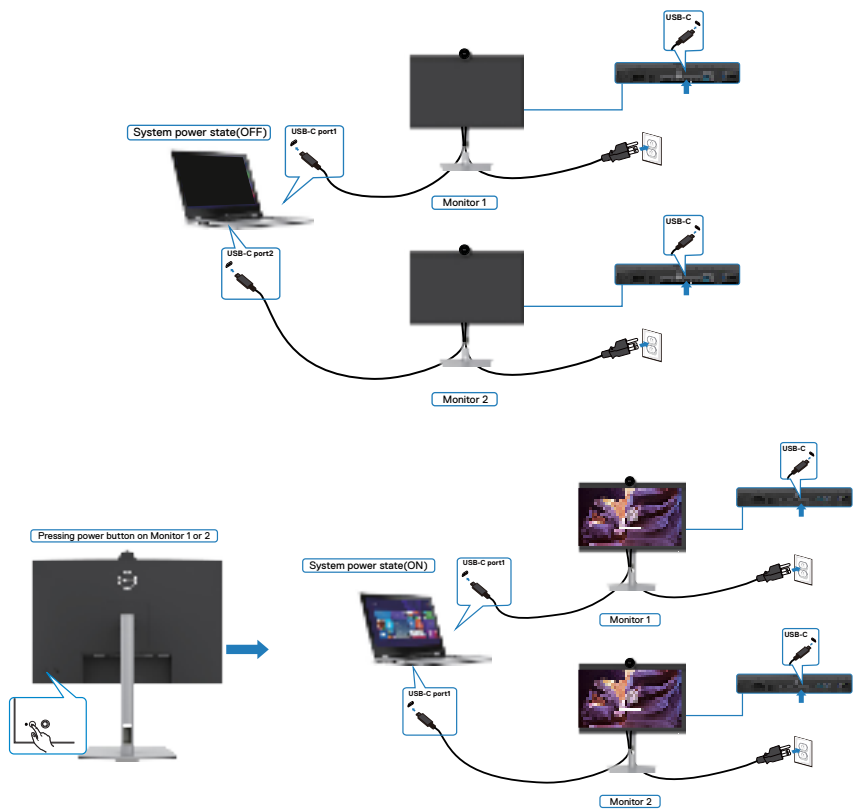 USB-C
System power state(OFF)
USB-C port1
Monitor 1
USB-C
USB-C port2
Monitor 2
USB-C
Pressing power button on Monitor 1 or 2
System power state(ON)
USB-C port1
Monitor 1
USB-C
USB-C port1
Monitor 2